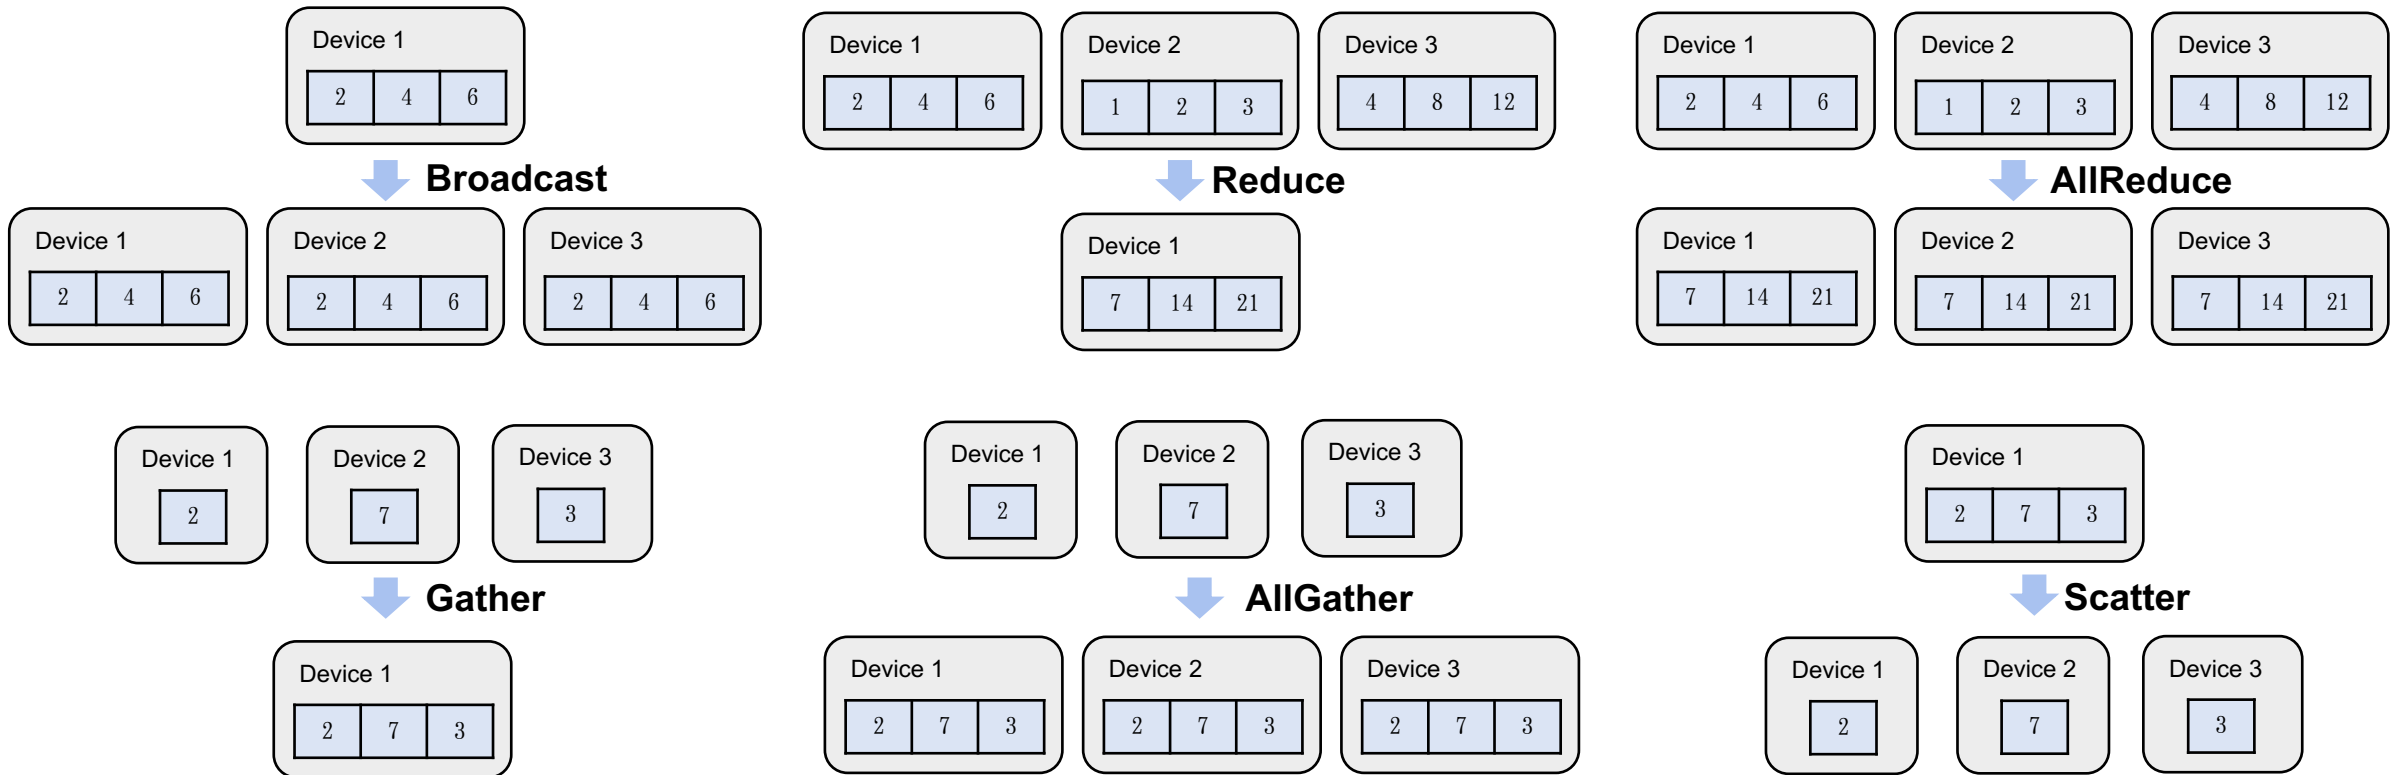 Device 1
2 4 6
Broadcast
Device 1 Device 2 Device 3
2 4 6 2 4 6 2 4 6
Device 1 Device 2 Device 3
2 4 6 1 2 3 4 8 12
Reduce
Device 1
7 14 21
Device 1 Device 2 Device 3
2 4 6 1 2 3 4 8 12
AllReduce
Device 1 Device 2 Device 3
7 14 21 7 14 21 7 14 21
Device 1 Device 2 Device 3
2 7 3
Gather
Device 1
2 7 3
Device 1 Device 2 Device 3
2 7 3
AllGather
Device 1 Device 2 Device 3
2 7 3 2 7 3 2 7 3
Device 1
2 7 3
Scatter
Device 1 Device 2 Device 3
2 7 3